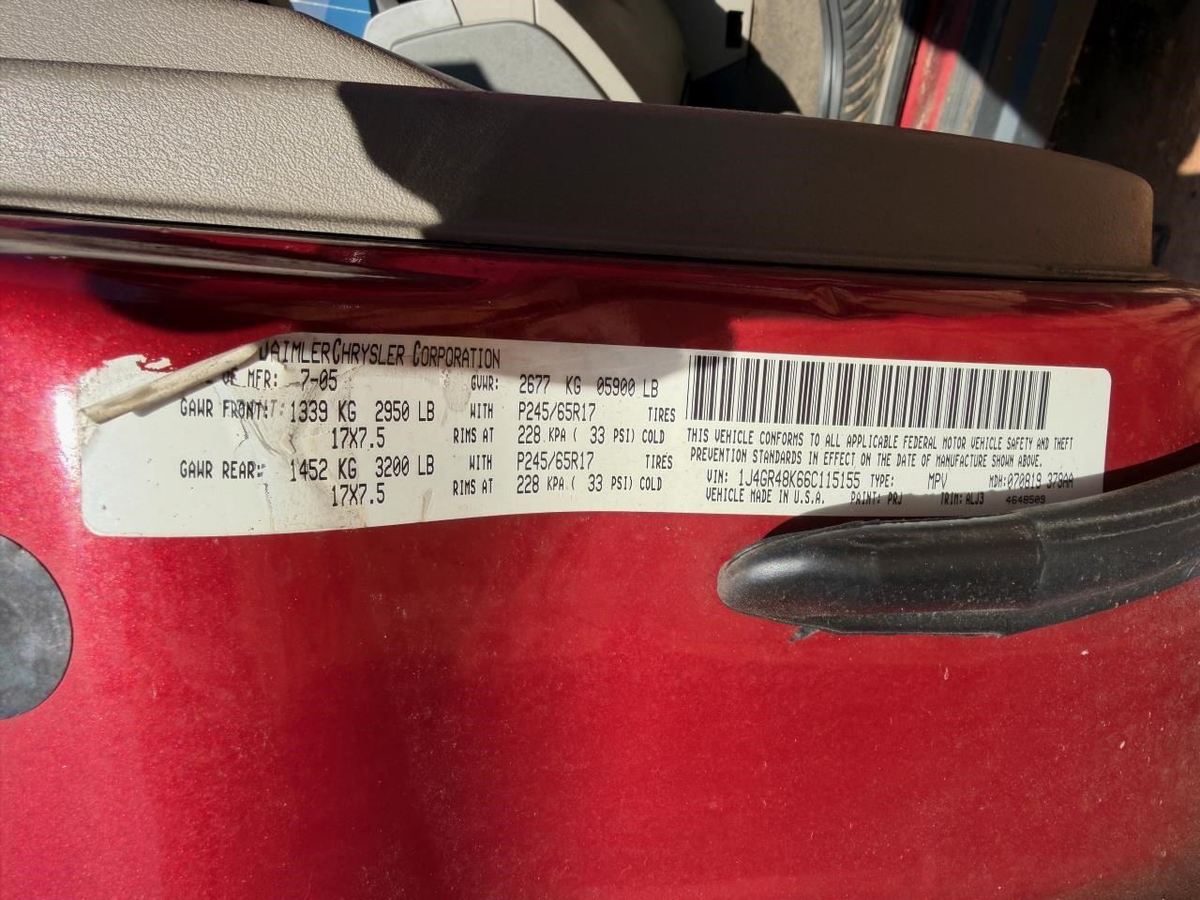 DAIMLERCHRYSLER CORPORATION
OF MFR: 7-05 GVWR: 2677 KG 05900 LB
GAWR FRONT: 1339 KG 2950 LB WITH P245/65R17 TIRES
17X7.5 RIMS AT 228 KPA ( 33 PSI) COLD
GAWR REAR: 1452 KG 3200 LB WITH P245/65R17 TIRES
17X7.5 RIMS AT 228 KPA ( 33 PSI) COLD
THIS VEHICLE CONFORMS TO ALL APPLICABLE FEDERAL MOTOR VEHICLE SAFETY AND THEFT
PREVENTION STANDARDS IN EFFECT ON THE DATE OF MANUFACTURE SHOWN ABOVE.
VIN: 1J4GR48K66C115155 TYPE: MPV MDH: 070819 379AA
VEHICLE MADE IN U.S.A. PAINT: PRJ TRIM: ALJ3 4648509